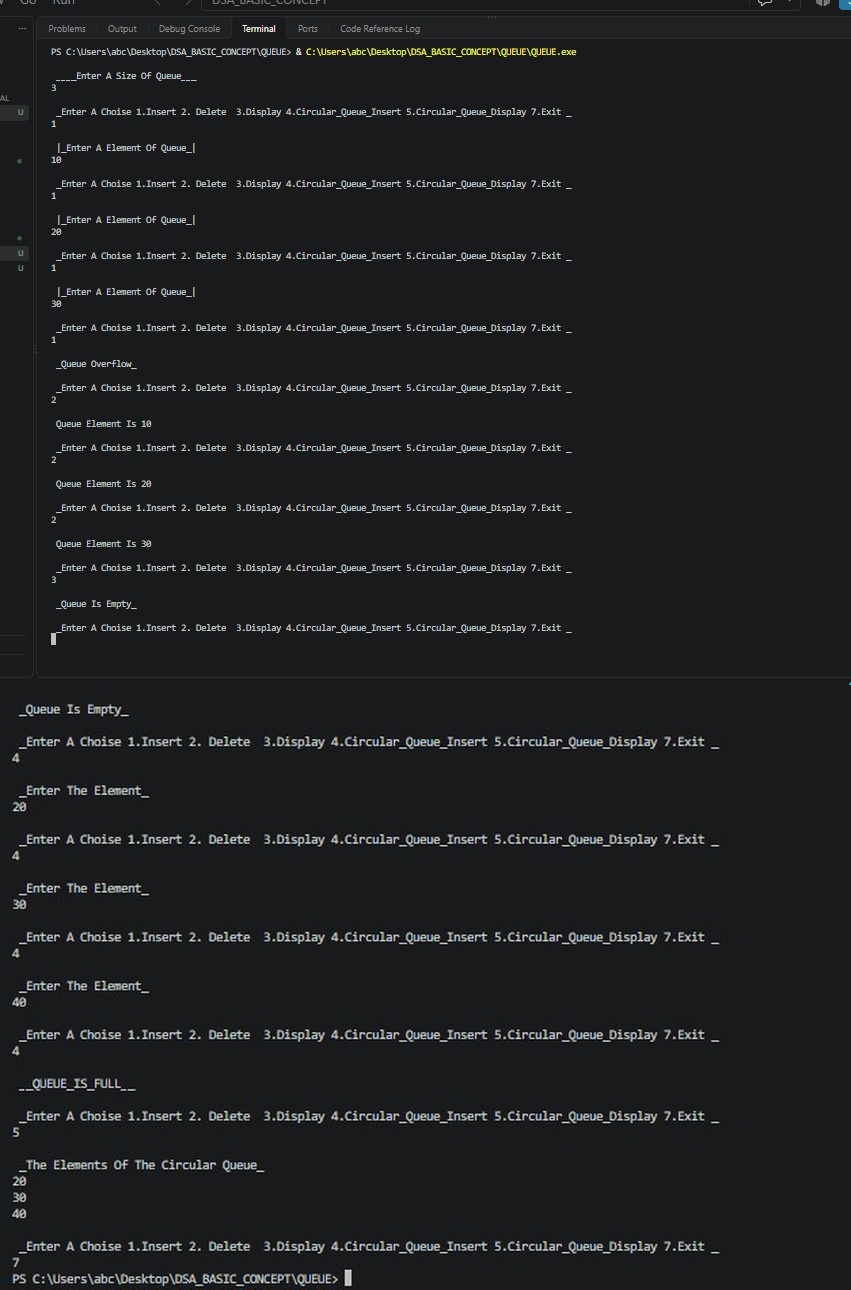 Go Run DSA_BASIC_CONCEPT
Problems Output Debug Console Terminal Ports Code Reference Log
PS C:\Users\abc\Desktop\DSA_BASIC_CONCEPT\QUEUE> & C:\Users\abc\Desktop\DSA_BASIC_CONCEPT\QUEUE\QUEUE.exe
____Enter A Size Of Queue___
3
AL
U
_Enter A Choise 1.Insert 2. Delete  3.Display 4.Circular_Queue_Insert 5.Circular_Queue_Display 7.Exit _
1
|_Enter A Element Of Queue_|
10
_Enter A Choise 1.Insert 2. Delete  3.Display 4.Circular_Queue_Insert 5.Circular_Queue_Display 7.Exit _
1
|_Enter A Element Of Queue_|
20
U
_Enter A Choise 1.Insert 2. Delete  3.Display 4.Circular_Queue_Insert 5.Circular_Queue_Display 7.Exit _
U
1
|_Enter A Element Of Queue_|
30
_Enter A Choise 1.Insert 2. Delete  3.Display 4.Circular_Queue_Insert 5.Circular_Queue_Display 7.Exit _
1
_Queue Overflow_
_Enter A Choise 1.Insert 2. Delete  3.Display 4.Circular_Queue_Insert 5.Circular_Queue_Display 7.Exit _
2
Queue Element Is 10
_Enter A Choise 1.Insert 2. Delete  3.Display 4.Circular_Queue_Insert 5.Circular_Queue_Display 7.Exit _
2
Queue Element Is 20
_Enter A Choise 1.Insert 2. Delete  3.Display 4.Circular_Queue_Insert 5.Circular_Queue_Display 7.Exit _
2
Queue Element Is 30
_Enter A Choise 1.Insert 2. Delete  3.Display 4.Circular_Queue_Insert 5.Circular_Queue_Display 7.Exit _
3
_Queue Is Empty_
_Enter A Choise 1.Insert 2. Delete  3.Display 4.Circular_Queue_Insert 5.Circular_Queue_Display 7.Exit _
_Queue Is Empty_
_Enter A Choise 1.Insert 2. Delete  3.Display 4.Circular_Queue_Insert 5.Circular_Queue_Display 7.Exit _
4
_Enter The Element_
20
_Enter A Choise 1.Insert 2. Delete  3.Display 4.Circular_Queue_Insert 5.Circular_Queue_Display 7.Exit _
4
_Enter The Element_
30
_Enter A Choise 1.Insert 2. Delete  3.Display 4.Circular_Queue_Insert 5.Circular_Queue_Display 7.Exit _
4
_Enter The Element_
40
_Enter A Choise 1.Insert 2. Delete  3.Display 4.Circular_Queue_Insert 5.Circular_Queue_Display 7.Exit _
4
__QUEUE_IS_FULL__
_Enter A Choise 1.Insert 2. Delete  3.Display 4.Circular_Queue_Insert 5.Circular_Queue_Display 7.Exit _
5
_The Elements Of The Circular Queue_
20
30
40
_Enter A Choise 1.Insert 2. Delete  3.Display 4.Circular_Queue_Insert 5.Circular_Queue_Display 7.Exit _
7
PS C:\Users\abc\Desktop\DSA_BASIC_CONCEPT\QUEUE>